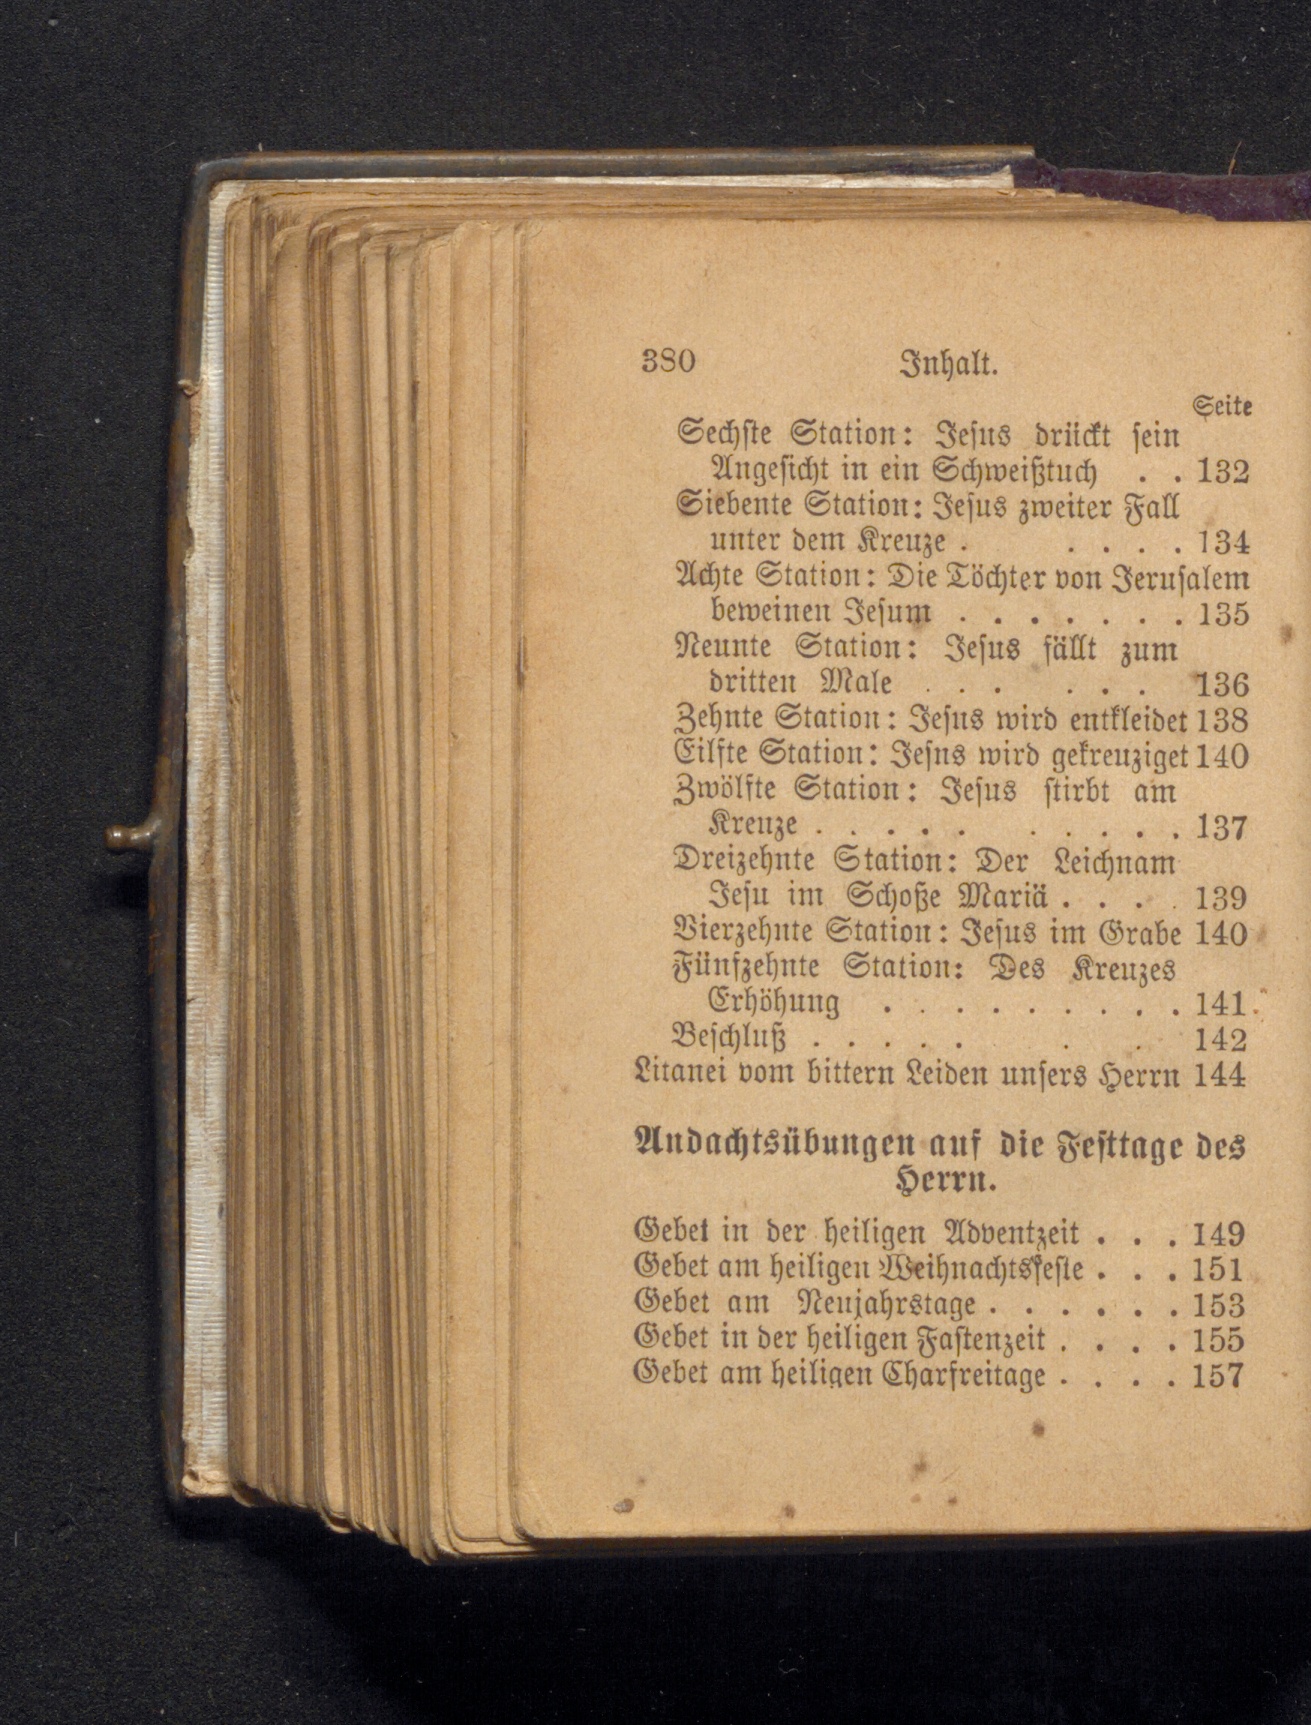 380 Inhalt.
Seite
Sechste Station: Jesus drückt sein
Angesicht in ein Schweißtuch . . 132
Siebente Station: Jesus zweiter Fall
unter dem Kreuze . . . . . 134
Achte Station: Die Töchter von Jerusalem
beweinen Jesum . . . . . . . 135
Neunte Station: Jesus fällt zum
dritten Male . . . . . . 136
Zehnte Station: Jesus wird entkleidet 138
Eilfte Station: Jesns wird gekreuziget 140
Zwölfte Station: Jesus stirbt am
Kreuze . . . . . . . . . . 137
Dreizehnte Station: Der Leichnam
Jesu im Schoße Mariä . . . . 139
Vierzehnte Station: Jesus im Grabe 140
Fünfzehnte Station: Des Kreuzes
Erhöhung . . . . . . . . . 141
Beschluß . . . . . . . 142
Litanei vom bittern Leiden unsers Herrn 144
Andachtsübungen auf die Festtage des
Herrn.
Gebet in der heiligen Adventzeit . . . 149
Gebet am heiligen Weihnachtsfeste . . . 151
Gebet am Neujahrstage . . . . . . 153
Gebet in der heiligen Fastenzeit . . . . 155
Gebet am heiligen Charfreitage . . . . 157